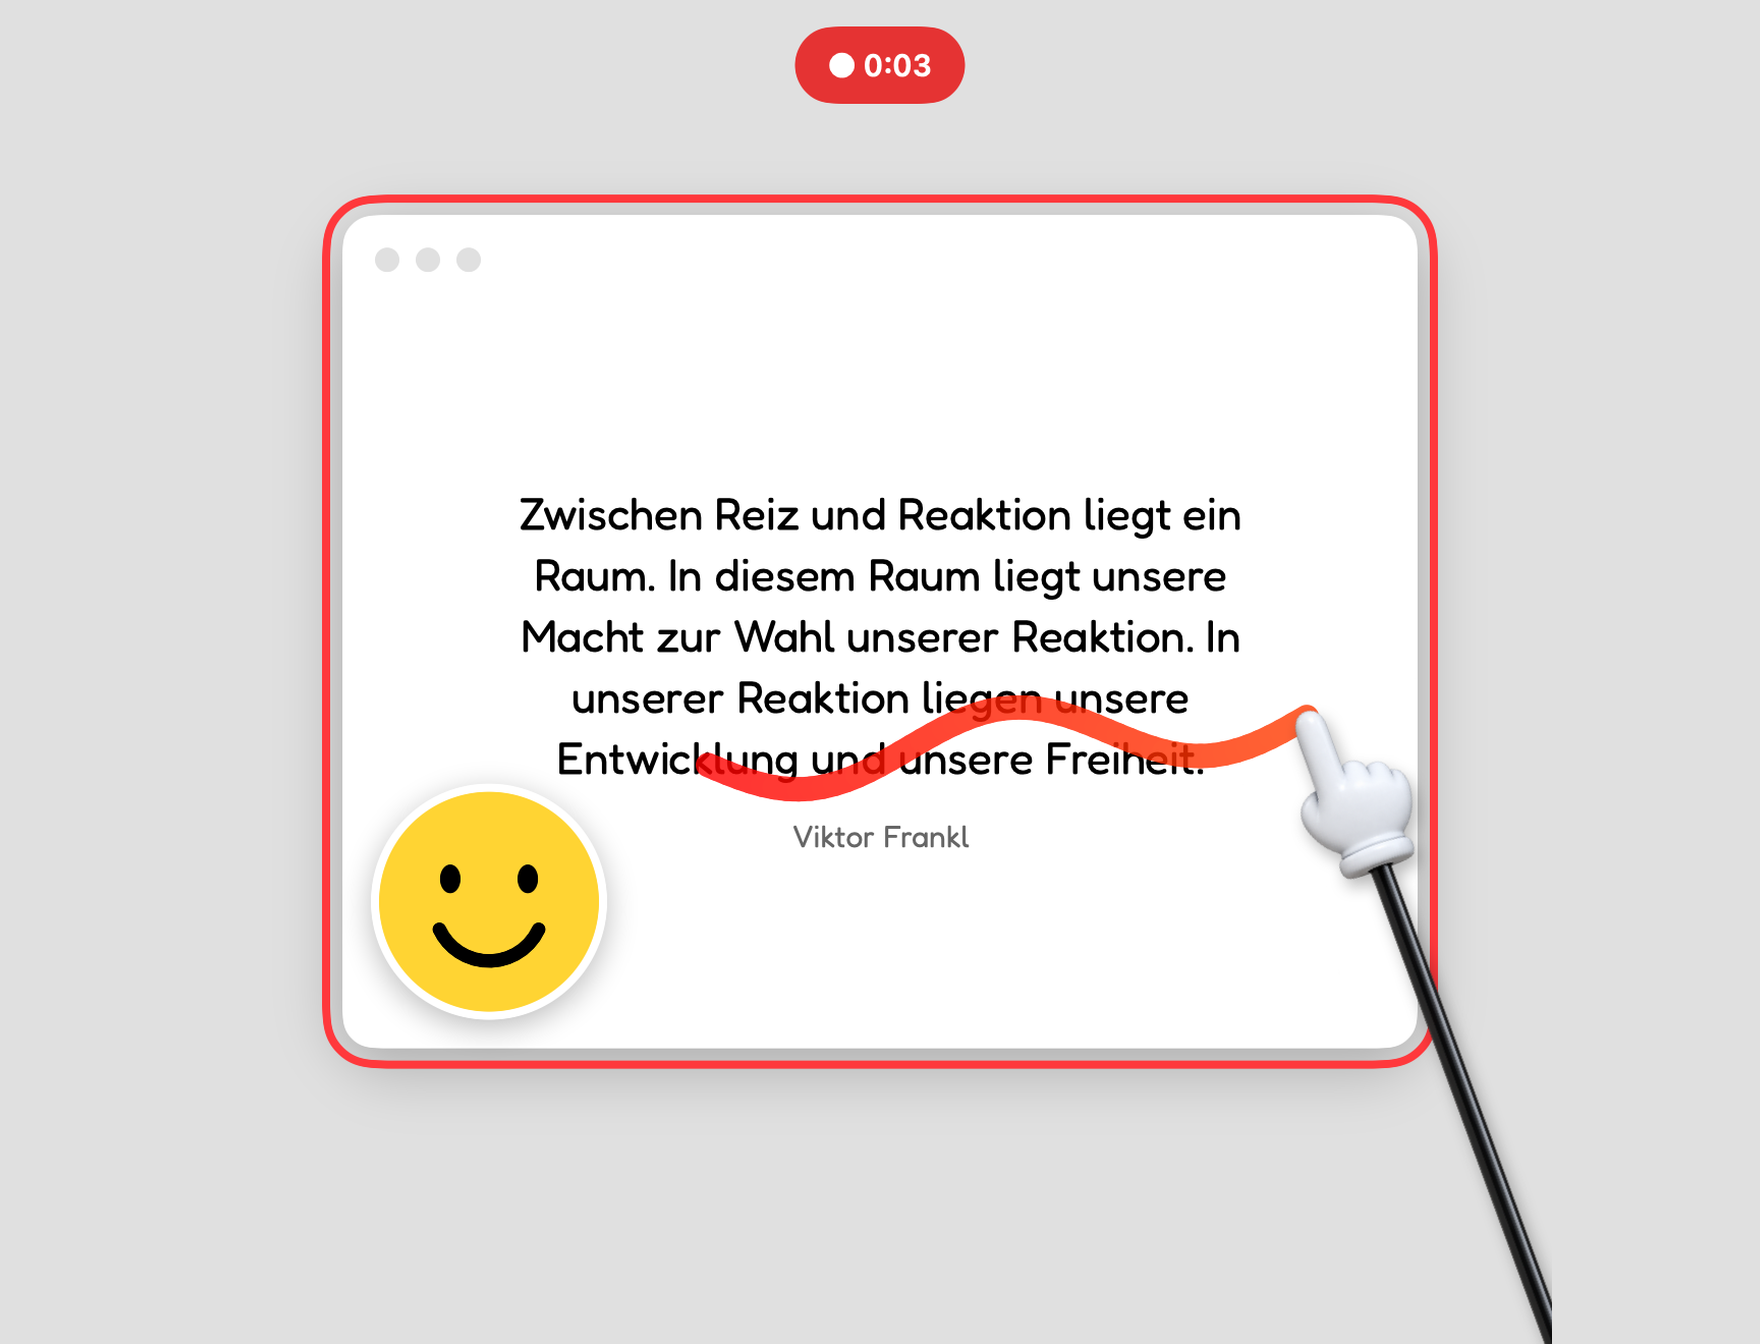 0:03
Zwischen Reiz und Reaktion liegt ein
Raum. In diesem Raum liegt unsere
Macht zur Wahl unserer Reaktion. In
unserer Reaktion liegen unsere
Entwicklung und unsere Freiheit.
Viktor Frankl